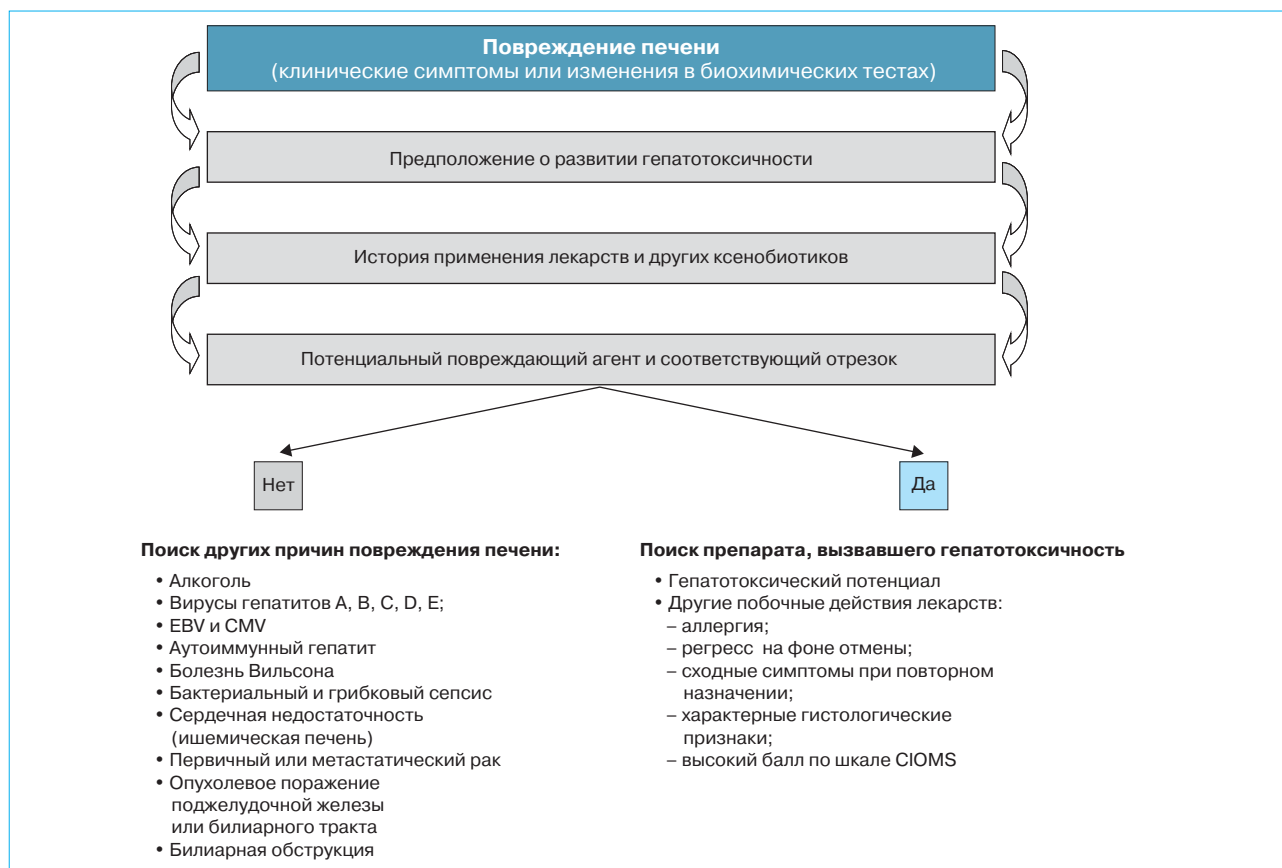 Повреждение печени
(клинические симптомы или изменения в биохимических тестах)
Предположение о развитии гепатотоксичности
История применения лекарств и других ксенобиотиков
Потенциальный повреждающий агент и соответствующий отрезок
Нет
Да
Поиск других причин повреждения печени:
• Алкоголь
• Вирусы гепатитов A, B, C, D, E;
• EBV и CMV
• Аутоиммунный гепатит
• Болезнь Вильсона
• Бактериальный и грибковый сепсис
• Сердечная недостаточность
(ишемическая печень)
• Первичный или метастатический рак
• Опухолевое поражение
поджелудочной железы
или билиарного тракта
• Билиарная обструкция
Поиск препарата, вызвавшего гепатотоксичность
• Гепатотоксический потенциал
• Другие побочные действия лекарств:
– аллергия;
– регресс на фоне отмены;
– сходные симптомы при повторном
назначении;
– характерные гистологические
признаки;
– высокий балл по шкале CIOMS